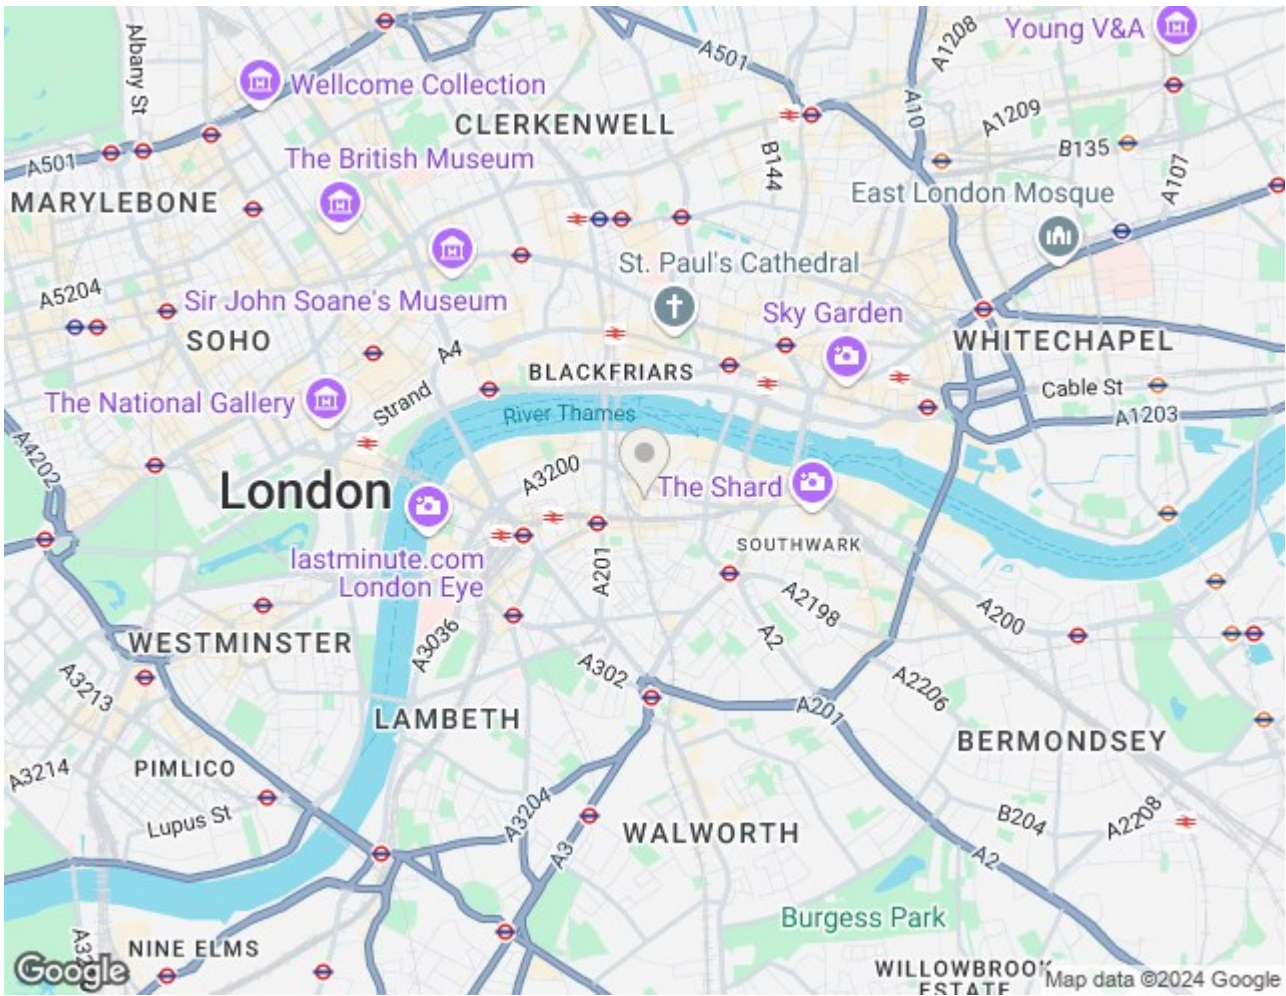 Albany St
A501
A1208
Young V&A
Wellcome Collection
A10
A1209
CLERKENWELL
B135
B144
A501
The British Museum
A107
MARYLEBONE
East London Mosque
St. Paul's Cathedral
A5204
Sir John Soane's Museum
Sky Garden
SOHO
A4
WHITECHAPEL
BLACKFRIARS
Cable St
The National Gallery
Strand
River Thames
A1203
A4202
A3200
London
The Shard
SOUTHWARK
lastminute.com
London Eye
A201
A2198
A200
WESTMINSTER
A3036
A2
A302
A2206
A3213
LAMBETH
A201
BERMONDSEY
A3214
PIMLICO
Lupus St
A3204
WALWORTH
B204
A2208
A3
A2
Burgess Park
NINE ELMS
WILLOWBROOK
ESTATE
Google
Map data ©2024 Google